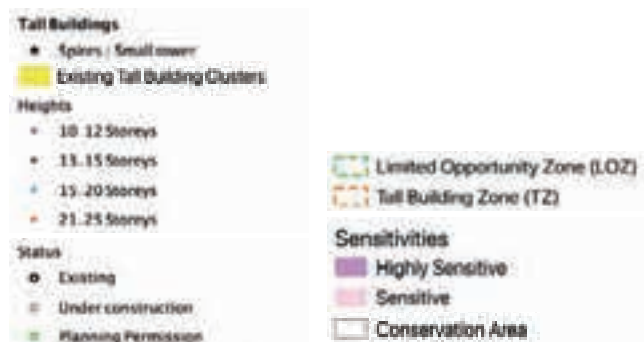 Tall Buildings
Spires / Small tower
Existing Tall Building Clusters
Heights
10-12 Storeys
13-15 Storeys
15-20 Storeys
21-25 Storeys
Status
Existing
Under construction
Planning Permission
Limited Opportunity Zone (LOZ)
Tall Building Zone (TZ)
Sensitivities
Highly Sensitive
Sensitive
Conservation Area